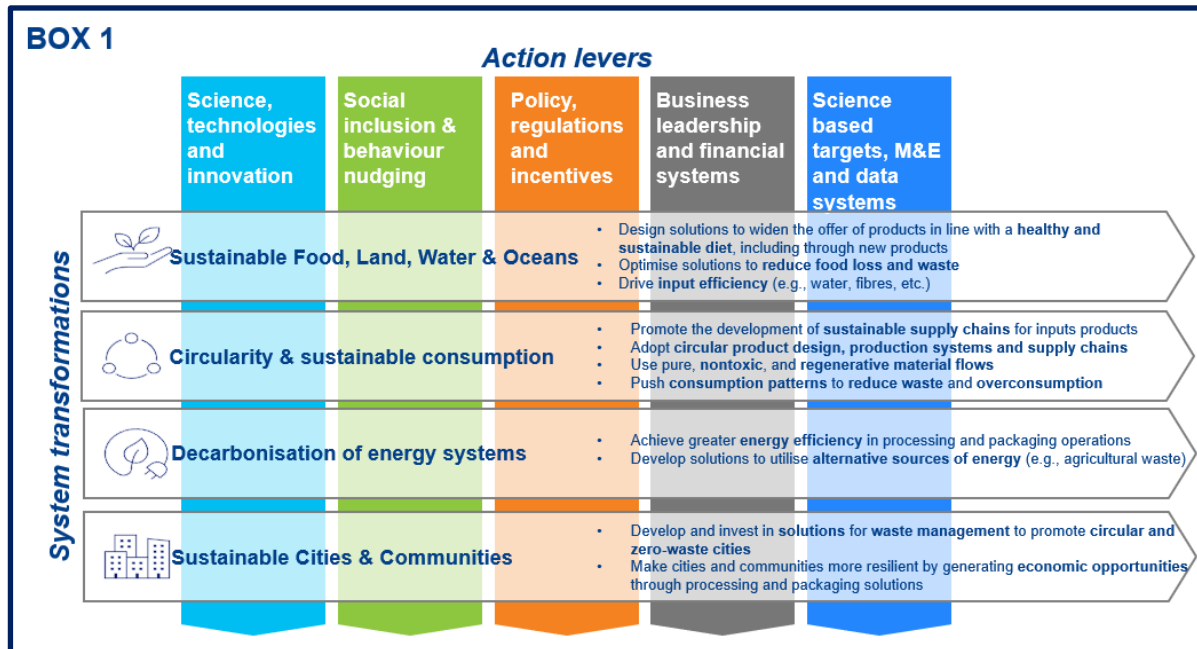 BOX 1
Action levers
Science,
technologies
and
innovation
Social
inclusion &
behaviour
nudging
Policy,
regulations
and
incentives
Business
leadership
and financial
systems
Science
based
targets, M&E
and data
systems
System transformations
Sustainable Food, Land, Water & Oceans
• Design solutions to widen the offer of products in line with a healthy and
sustainable diet, including through new products
• Optimise solutions to reduce food loss and waste
• Drive input efficiency (e.g., water, fibres, etc.)
Circularity & sustainable consumption
• Promote the development of sustainable supply chains for inputs products
• Adopt circular product design, production systems and supply chains
• Use pure, nontoxic, and regenerative material flows
• Push consumption patterns to reduce waste and overconsumption
Decarbonisation of energy systems
• Achieve greater energy efficiency in processing and packaging operations
• Develop solutions to utilise alternative sources of energy (e.g., agricultural waste)
Sustainable Cities & Communities
• Develop and invest in solutions for waste management to promote circular and
zero-waste cities
• Make cities and communities more resilient by generating economic opportunities
through processing and packaging solutions